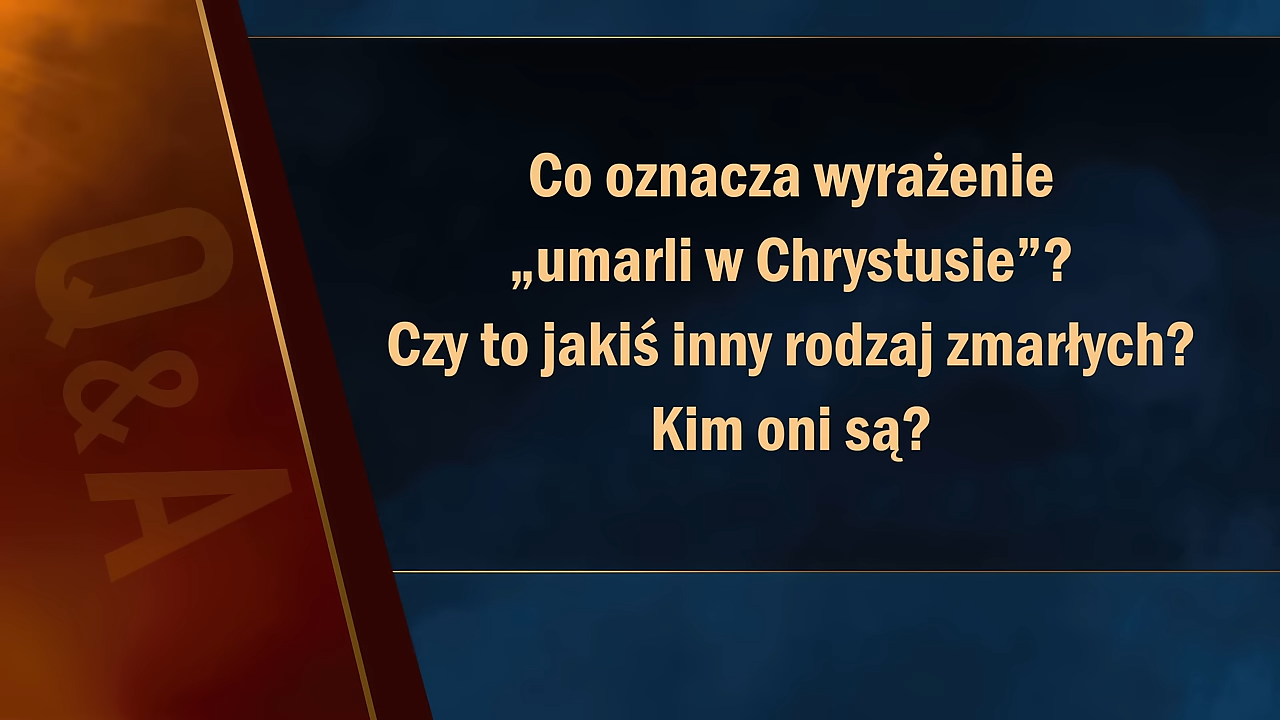 Co oznacza wyrażenie
„umarli w Chrystusie”?
Czy to jakiś inny rodzaj zmarłych?
Kim oni są?
Q & A